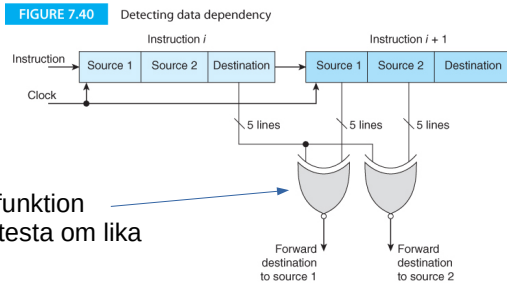 FIGURE 7.40 Detecting data dependency
Instruction i
Instruction i + 1
Instruction
Source 1
Source 2
Destination
Source 1
Source 2
Destination
Clock
5 lines
5 lines
5 lines
funktion
testa om lika
Forward
destination
to source 1
Forward
destination
to source 2